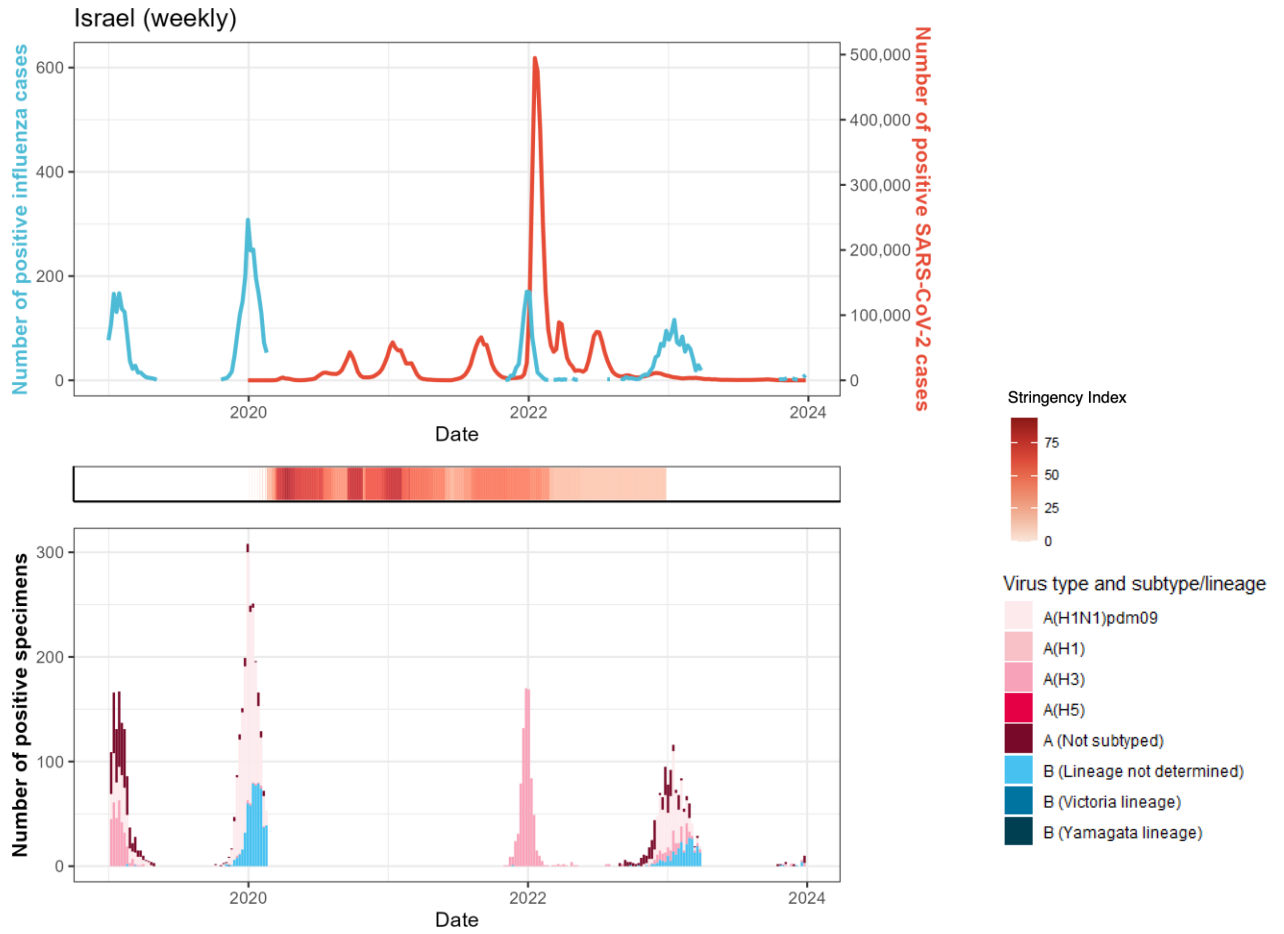 Israel (weekly)
Number of positive influenza cases
600
400
200
0
500,000
400,000
300,000
200,000
100,000
0
Number of positive SARS-CoV-2 cases
2020
2022
2024
Date
Stringency Index
75
50
25
0
Number of positive specimens
300
200
100
0
2020
2022
2024
Date
Virus type and subtype/lineage
A(H1N1)pdm09
A(H1)
A(H3)
A(H5)
A (Not subtyped)
B (Lineage not determined)
B (Victoria lineage)
B (Yamagata lineage)